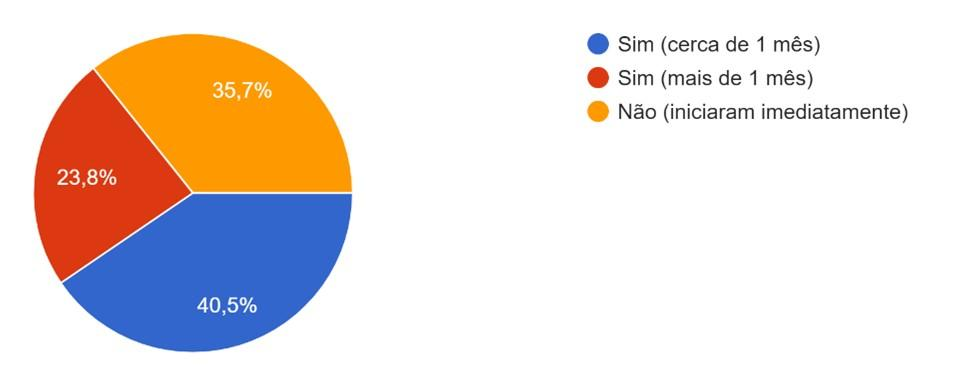 35,7%
23,8%
40,5%
Sim (cerca de 1 mês)
Sim (mais de 1 mês)
Não (iniciaram imediatamente)